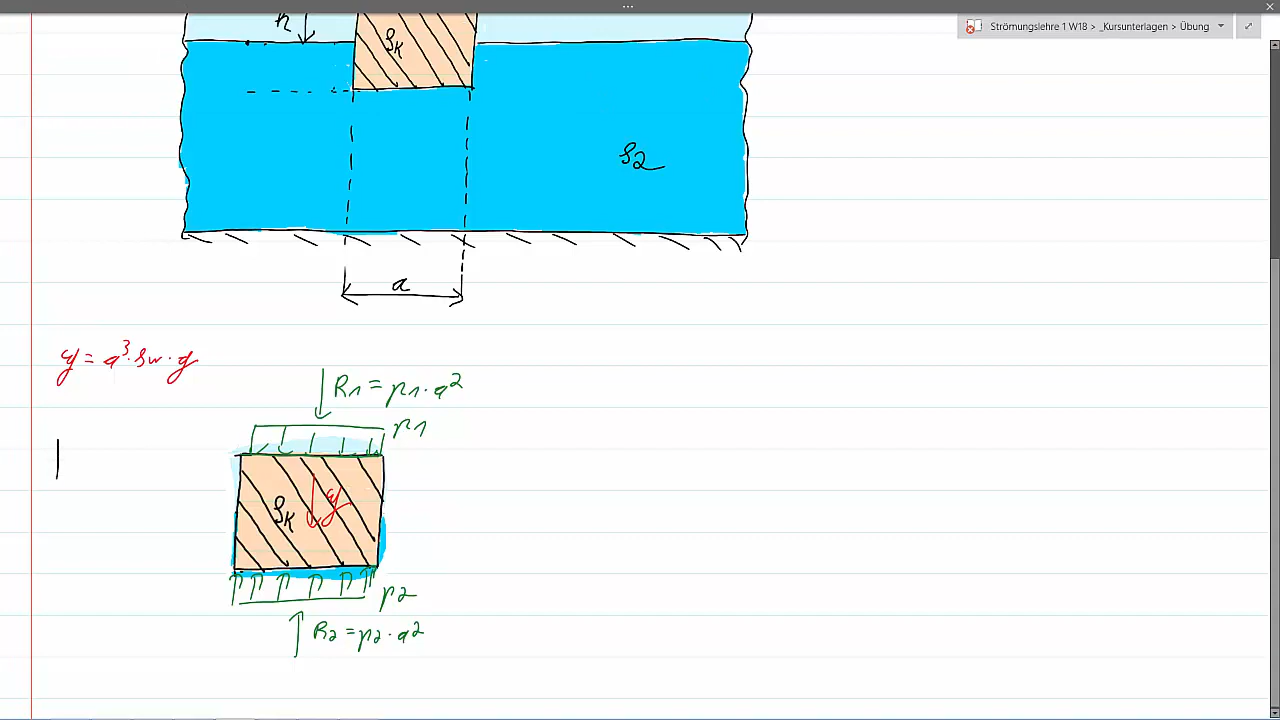 Strömungslehre 1 W18 > _Kursunterlagen > Übung
h
ρK
ρ2
a
G = a³ · ρw · g
R1 = p1 · a²
p1
ρK
G
p2
R2 = p2 · a²